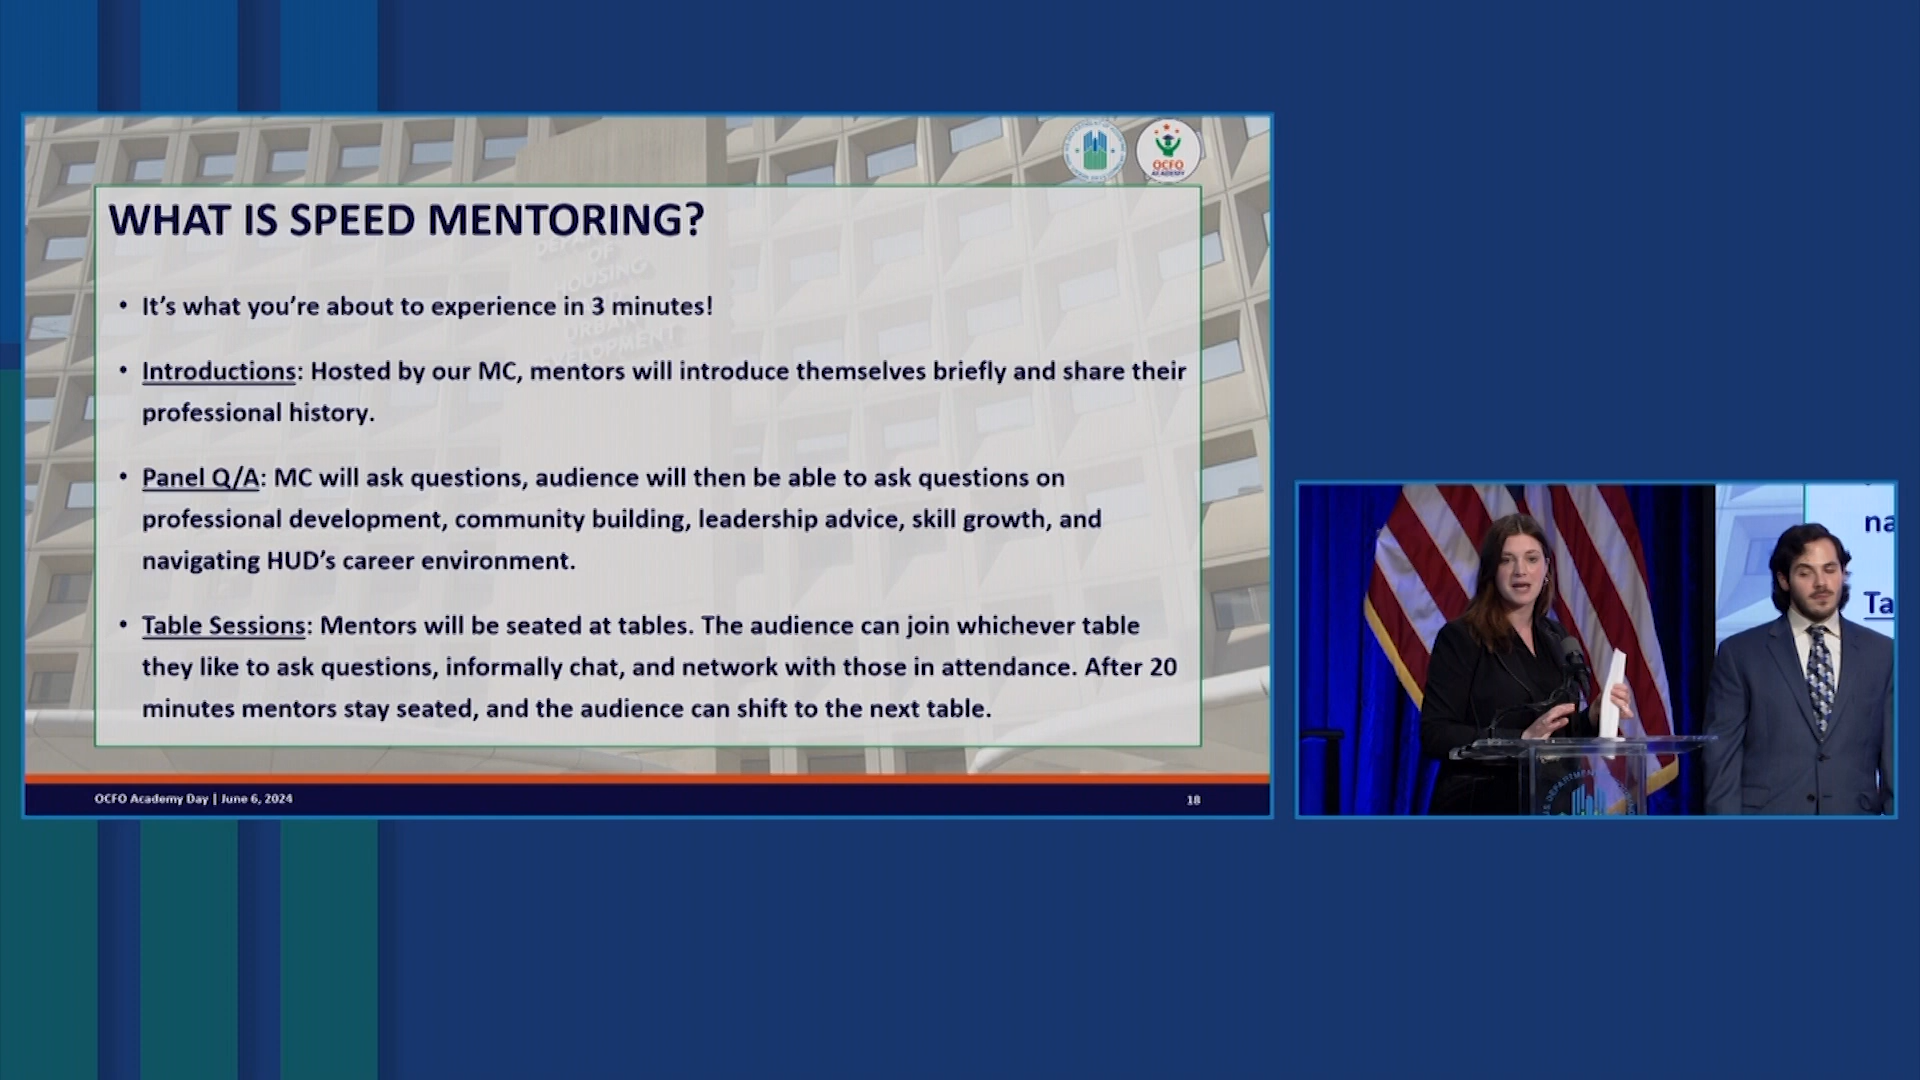 OCFO
ACADEMY
WHAT IS SPEED MENTORING?
• It’s what you’re about to experience in 3 minutes!
• Introductions: Hosted by our MC, mentors will introduce themselves briefly and share their
professional history.
• Panel Q/A: MC will ask questions, audience will then be able to ask questions on
professional development, community building, leadership advice, skill growth, and
navigating HUD’s career environment.
• Table Sessions: Mentors will be seated at tables. The audience can join whichever table
they like to ask questions, informally chat, and network with those in attendance. After 20
minutes mentors stay seated, and the audience can shift to the next table.
OCFO Academy Day | June 6, 2024
18
na
Ta
OF
HOUSING
URBAN